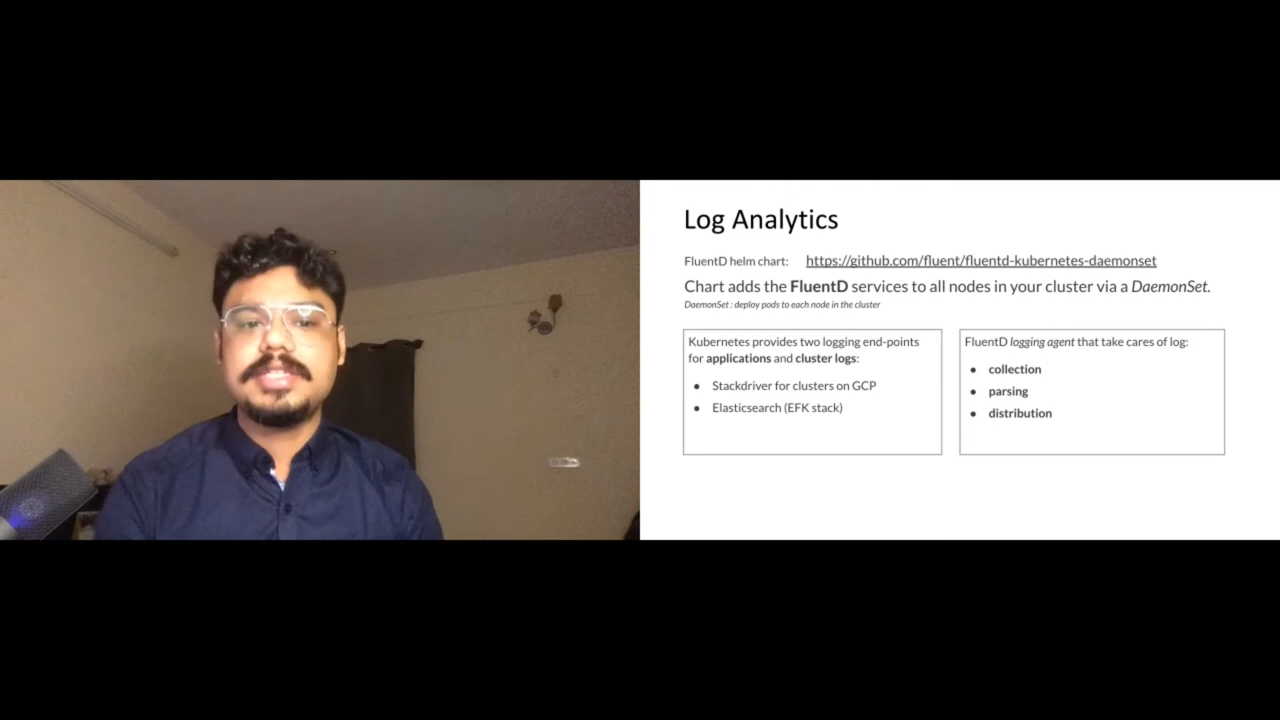 Log Analytics
FluentD helm chart: https://github.com/fluent/fluentd-kubernetes-daemonset
Chart adds the FluentD services to all nodes in your cluster via a DaemonSet.
DaemonSet : deploy pods to each node in the cluster
Kubernetes provides two logging end-points
for applications and cluster logs:
● Stackdriver for clusters on GCP
● Elasticsearch (EFK stack)
FluentD logging agent that take cares of log:
● collection
● parsing
● distribution